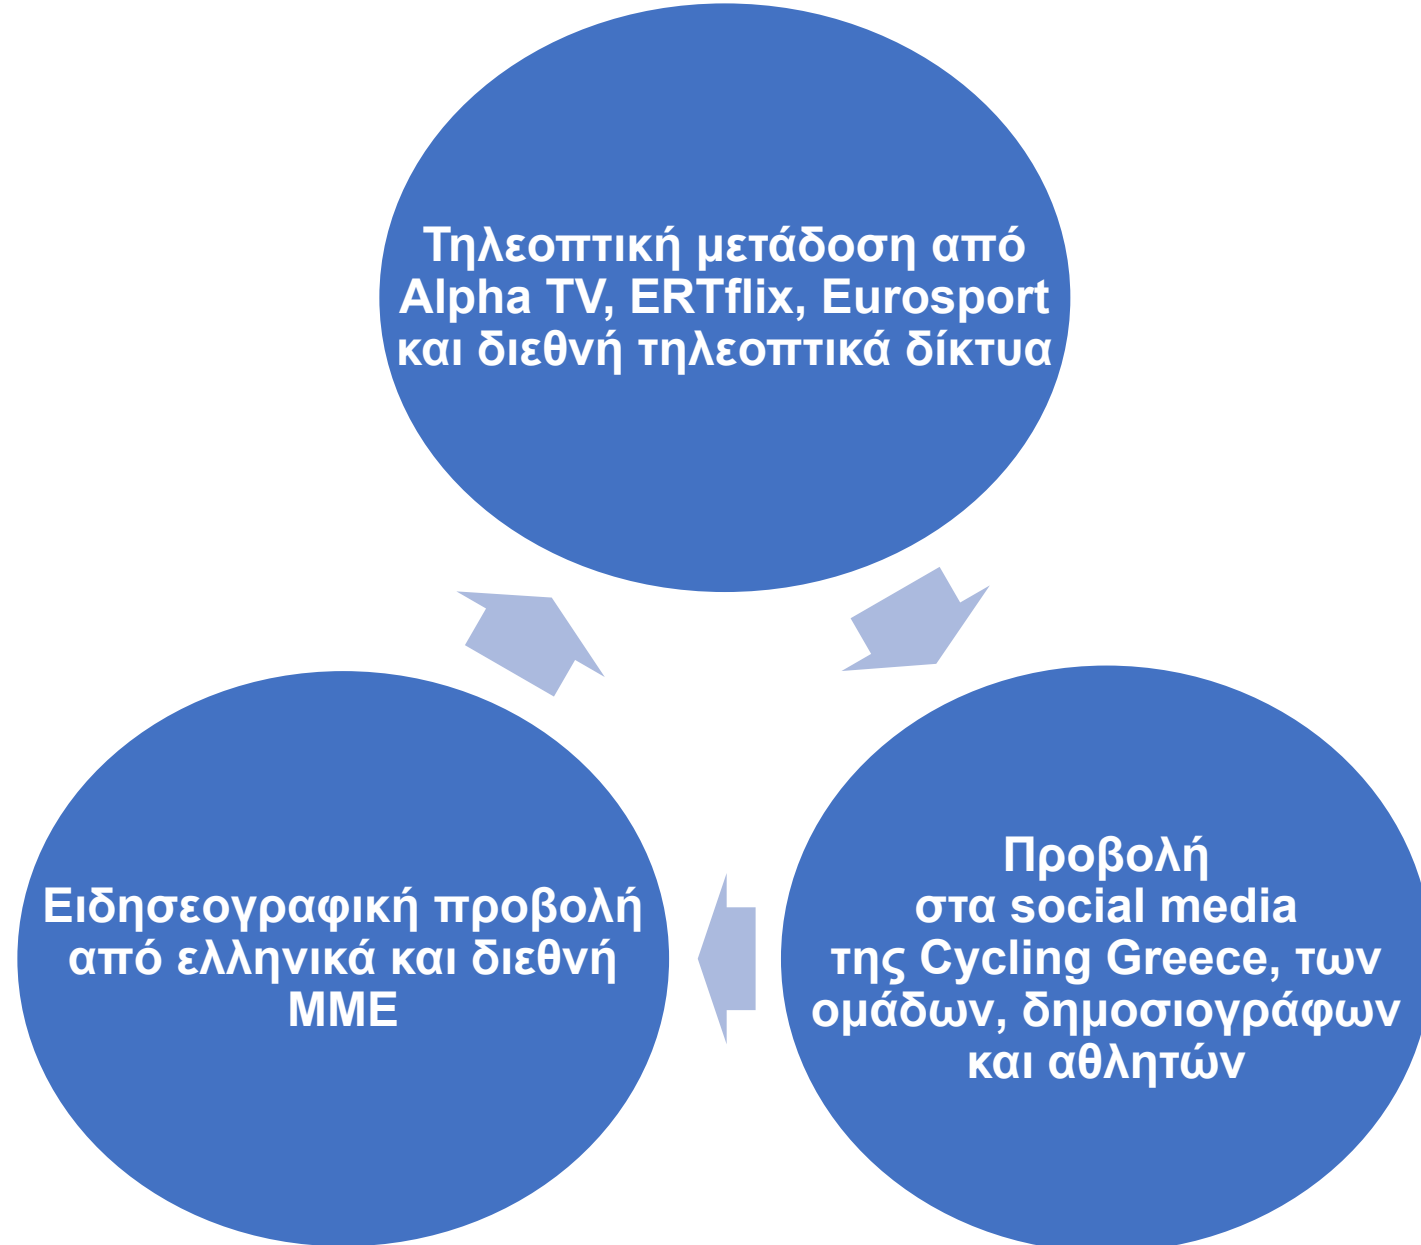 Τηλεοπτική μετάδοση από
Alpha TV, ERTflix, Eurosport
και διεθνή τηλεοπτικά δίκτυα
Προβολή
στα social media
της Cycling Greece, των
ομάδων, δημοσιογράφων
και αθλητών
Ειδησεογραφική προβολή
από ελληνικά και διεθνή
ΜΜΕ